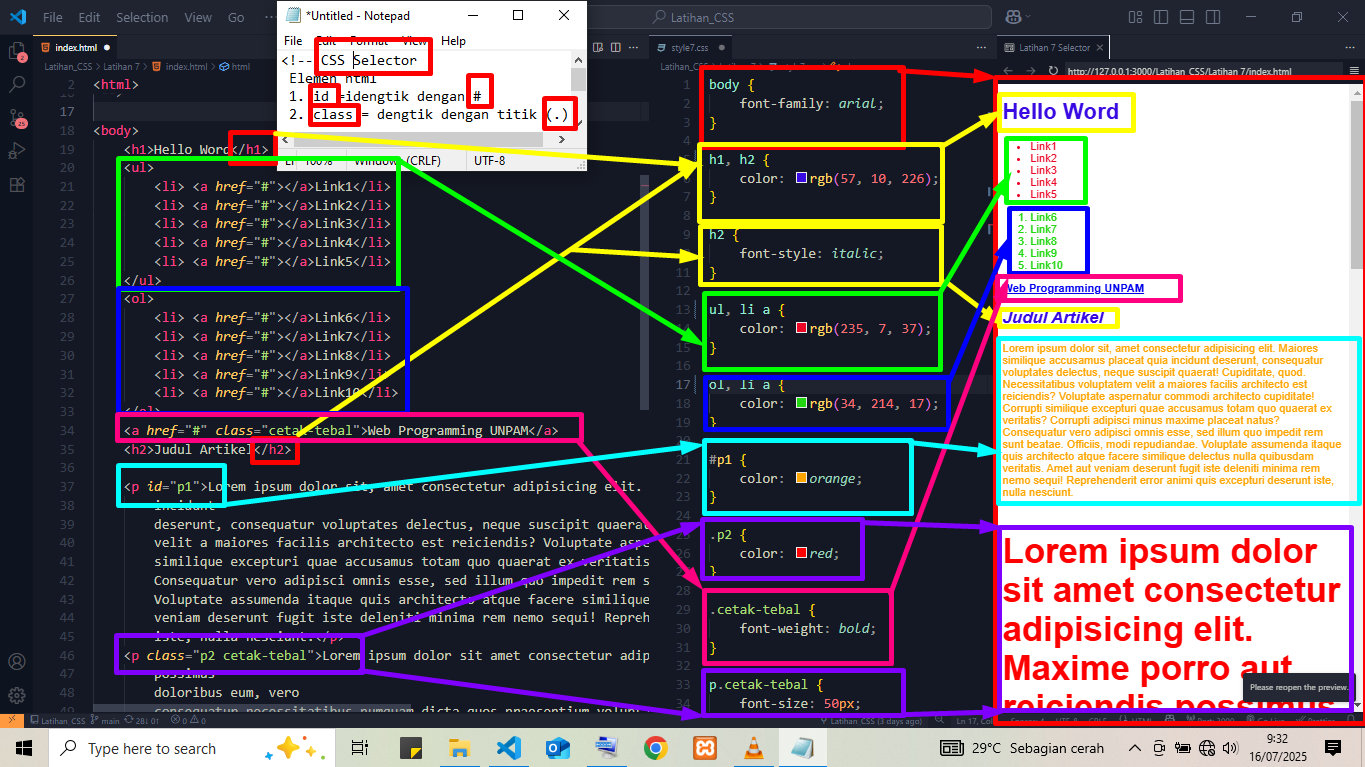 File Edit Selection View Go ···
Latihan_CSS
*Untitled - Notepad
File Edit Format View Help
<!-- CSS Selector
Elemen html
1. id =idengtik dengan #
2. class = dengtik dengan titik (.)
100% Windows (CRLF) UTF-8
index.html
Latihan_CSS > Latihan 7 > index.html > html
2 <html>
17
18 <body>
19 <h1>Hello Word</h1>
20 <ul>
21 <li> <a href="#"></a>Link1</li>
22 <li> <a href="#"></a>Link2</li>
23 <li> <a href="#"></a>Link3</li>
24 <li> <a href="#"></a>Link4</li>
25 <li> <a href="#"></a>Link5</li>
26 </ul>
27 <ol>
28 <li> <a href="#"></a>Link6</li>
29 <li> <a href="#"></a>Link7</li>
30 <li> <a href="#"></a>Link8</li>
31 <li> <a href="#"></a>Link9</li>
32 <li> <a href="#"></a>Link10</li>
33 </ol>
34 <a href="#" class="cetak-tebal">Web Programming UNPAM</a>
35 <h2>Judul Artikel</h2>
36
37 <p id="p1">Lorem ipsum dolor sit, amet consectetur adipisicing elit.
38 incidunt
39 deserunt, consequatur voluptates delectus, neque suscipit quaerat
40 velit a maiores facilis architecto est reiciendis? Voluptate aspe
41 similique excepturi quae accusamus totam quo quaerat ex veritatis
42 Consequatur vero adipisci omnis esse, sed illum quo impedit rem s
43 Voluptate assumenda itaque quis architecto atque facere similique
44 veniam deserunt fugit iste deleniti minima rem nemo sequi! Repreh
45 iste, nulla nesciunt.</p>
46 <p class="p2 cetak-tebal">Lorem ipsum dolor sit amet consectetur adip
47 possimus
48 doloribus eum, vero
consequatur necessitatibus numquam dicta quos praesentium volup
style7.css
1 body {
2 font-family: arial;
3 }
4
h1, h2 {
color: rgb(57, 10, 226);
7 }
8
9 h2 {
font-style: italic;
11 }
12
13 ul, li a {
color: rgb(235, 7, 37);
15 }
16
17 ol, li a {
18 color: rgb(34, 214, 17);
19 }
20
21 #p1 {
22 color: orange;
23 }
25 .p2 {
26 color: red;
}
28
29 .cetak-tebal {
30 font-weight: bold;
31 }
32
33 p.cetak-tebal {
34 font-size: 50px;
Latihan 7 Selector
http://127.0.0.1:3000/Latihan_CSS/Latihan 7/index.html
Hello Word
• Link1
• Link2
• Link3
• Link4
• Link5
1. Link6
2. Link7
3. Link8
4. Link9
5. Link10
Web Programming UNPAM
Judul Artikel
Lorem ipsum dolor sit, amet consectetur adipisicing elit. Maiores
similique accusamus placeat quia incidunt deserunt, consequatur
voluptates delectus, neque suscipit quaerat! Cupiditate, quod.
Necessitatibus voluptatem velit a maiores facilis architecto est
reiciendis? Voluptate aspernatur commodi architecto cupiditate!
Corrupti similique excepturi quae accusamus totam quo quaerat ex
veritatis? Corrupti adipisci minus maxime placeat natus?
Consequatur vero adipisci omnis esse, sed illum quo impedit rem
sunt beatae. Officiis, modi repudiandae. Voluptate assumenda itaque
quis architecto atque facere similique delectus nulla quibusdam
veritatis. Amet aut veniam deserunt fugit iste deleniti minima rem
nemo sequi! Reprehenderit error animi quis excepturi deserunt iste,
nulla nesciunt.
Lorem ipsum dolor
sit amet consectetur
adipisicing elit.
Maxime porro aut
reiciendis possimus
Please reopen the preview.
Latihan_CSS main 0 0 Latihan_CSS (3 days ago) Ln 17, Col
Type here to search
29°C Sebagian cerah
9:32
16/07/2025